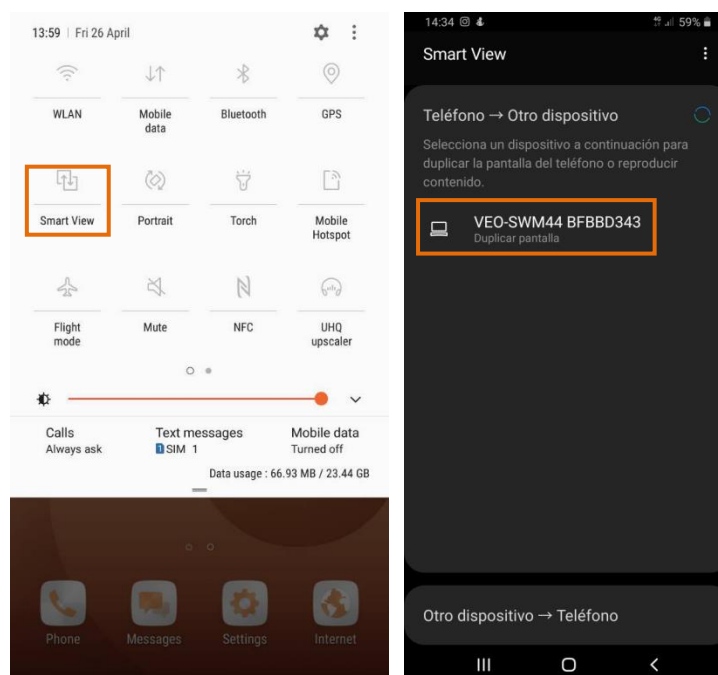 13:59 | Fri 26 April
WLAN
Mobile
data
Bluetooth
GPS
Smart View
Portrait
Torch
Mobile
Hotspot
Flight
mode
Mute
NFC
UHQ
upscaler
Calls
Always ask
Text messages
1 SIM 1
Mobile data
Turned off
Data usage : 66.93 MB / 23.44 GB
Phone
Messages
Settings
Internet
14:34
59%
Smart View
Teléfono → Otro dispositivo
Selecciona un dispositivo a continuación para
duplicar la pantalla del teléfono o reproducir
contenido.
VEO-SWM44 BFBBD343
Duplicar pantalla
Otro dispositivo → Teléfono